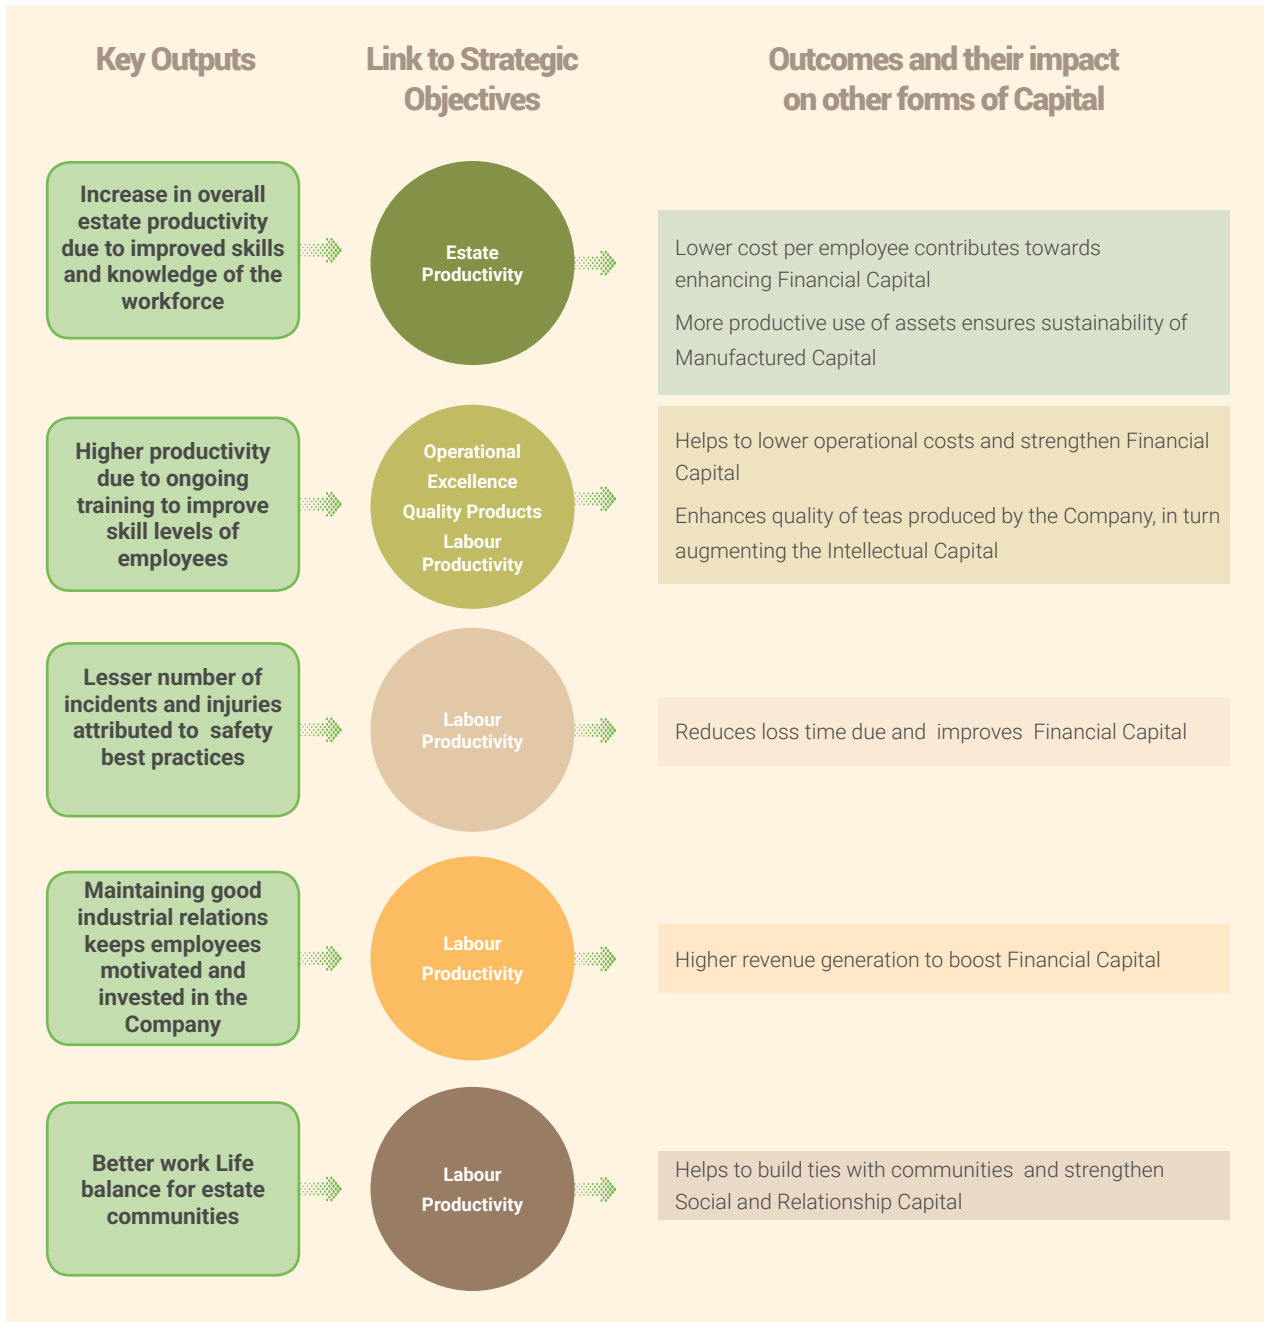 Key Outputs
Link to Strategic
Objectives
Outcomes and their impact
on other forms of Capital
Increase in overall
estate productivity
due to improved skills
and knowledge of the
workforce
Estate
Productivity
Lower cost per employee contributes towards
enhancing Financial Capital
More productive use of assets ensures sustainability of
Manufactured Capital
Higher productivity
due to ongoing
training to improve
skill levels of
employees
Operational
Excellence
Quality Products
Labour
Productivity
Helps to lower operational costs and strengthen Financial
Capital
Enhances quality of teas produced by the Company, in turn
augmenting the Intellectual Capital
Lesser number of
incidents and injuries
attributed to  safety
best practices
Labour
Productivity
Reduces loss time due and  improves  Financial Capital
Maintaining good
industrial relations
keeps employees
motivated and
invested in the
Company
Labour
Productivity
Higher revenue generation to boost Financial Capital
Better work Life
balance for estate
communities
Labour
Productivity
Helps to build ties with communities  and strengthen
Social and Relationship Capital